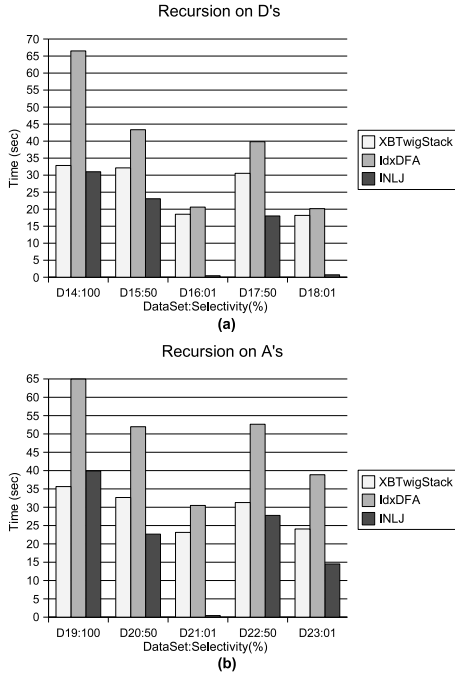 Recursion on D's
70
65
60
55
50
45
40
35
30
25
20
15
10
5
0
Time (sec)
XBTwigStack
IdxDFA
INLJ
D14:100 D15:50 D16:01 D17:50 D18:01
DataSet:Selectivity(%)
(a)
Recursion on A's
65
60
55
50
45
40
35
30
25
20
15
10
5
0
Time (sec)
XBTwigStack
IdxDFA
INLJ
D19:100 D20:50 D21:01 D22:50 D23:01
DataSet:Selectivity(%)
(b)